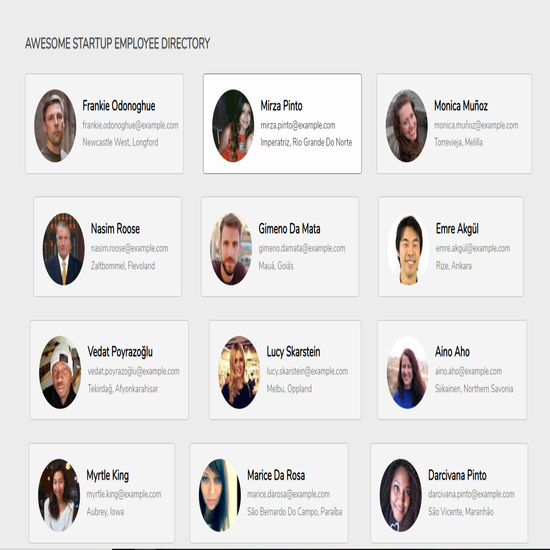 AWESOME STARTUP EMPLOYEE DIRECTORY
Frankie Odonoghue
frankie.odonoghue@example.com
Newcastle West, Longford
Mirza Pinto
mirza.pinto@example.com
Imperatriz, Rio Grande Do Norte
Monica Muñoz
monica.muñoz@example.com
Torrevieja, Melilla
Nasim Roose
nasim.roose@example.com
Zaltbommel, Flevoland
Gimeno Da Mata
gimeno.damata@example.com
Mauá, Goiás
Emre Akgül
emre.akgül@example.com
Rize, Ankara
Vedat Poyrazoğlu
vedat.poyrazoğlu@example.com
Tekirdağ, Afyonkarahisar
Lucy Skarstein
lucy.skarstein@example.com
Melbu, Oppland
Aino Aho
aino.aho@example.com
Siikainen, Northern Savonia
Myrtle King
myrtle.king@example.com
Aubrey, Iowa
Marice Da Rosa
marice.darosa@example.com
São Bernardo Do Campo, Paraíba
Darcivana Pinto
darcivana.pinto@example.com
São Vicente, Maranhão